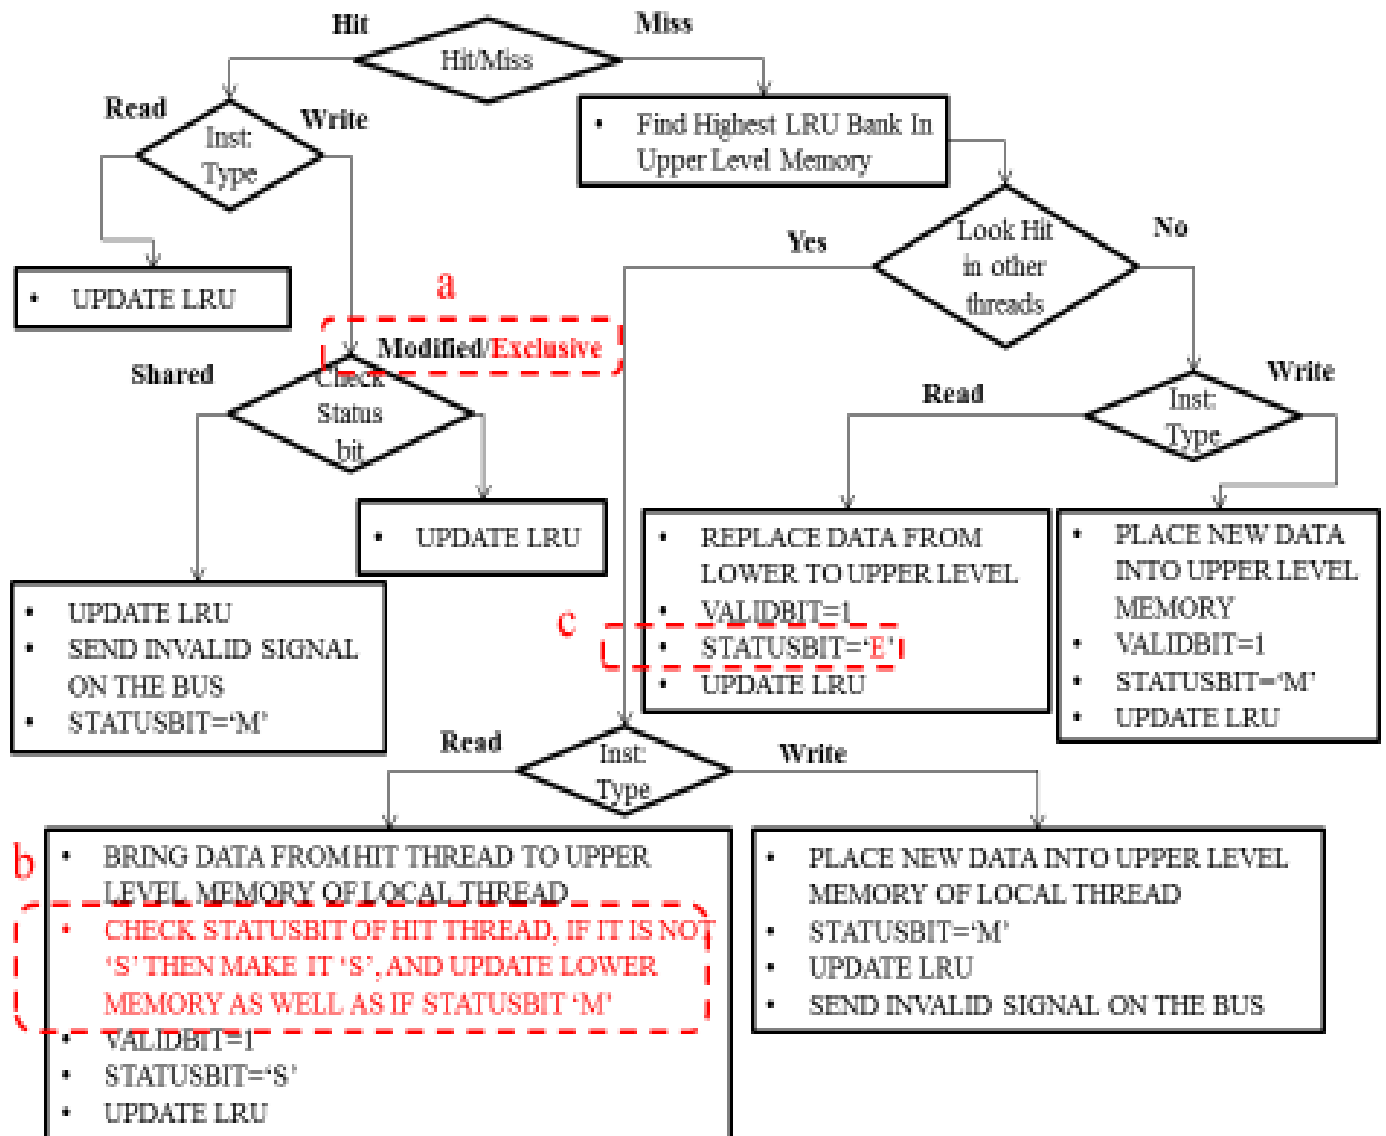 Hit
Miss
Hit/Miss
Read
Write
Inst:
Type
• Find Highest LRU Bank In
Upper Level Memory
Yes
No
Look Hit
in other
threads
• UPDATE LRU
a
Modified/Exclusive
Shared
Check
Status
bit
Read
Write
Inst:
Type
• UPDATE LRU
• REPLACE DATA FROM
LOWER TO UPPER LEVEL
• VALIDBIT=1
c
• STATUSBIT=‘E’
• UPDATE LRU
• PLACE NEW DATA
INTO UPPER LEVEL
MEMORY
• VALIDBIT=1
• STATUSBIT=‘M’
• UPDATE LRU
• UPDATE LRU
• SEND INVALID SIGNAL
ON THE BUS
• STATUSBIT=‘M’
Read
Write
Inst:
Type
b
• BRING DATA FROM HIT THREAD TO UPPER
LEVEL MEMORY OF LOCAL THREAD
• CHECK STATUSBIT OF HIT THREAD, IF IT IS NOT
‘S’ THEN MAKE IT ‘S’, AND UPDATE LOWER
MEMORY AS WELL AS IF STATUSBIT ‘M’
• VALIDBIT=1
• STATUSBIT=‘S’
• UPDATE LRU
• PLACE NEW DATA INTO UPPER LEVEL
MEMORY OF LOCAL THREAD
• STATUSBIT=‘M’
• UPDATE LRU
• SEND INVALID SIGNAL ON THE BUS